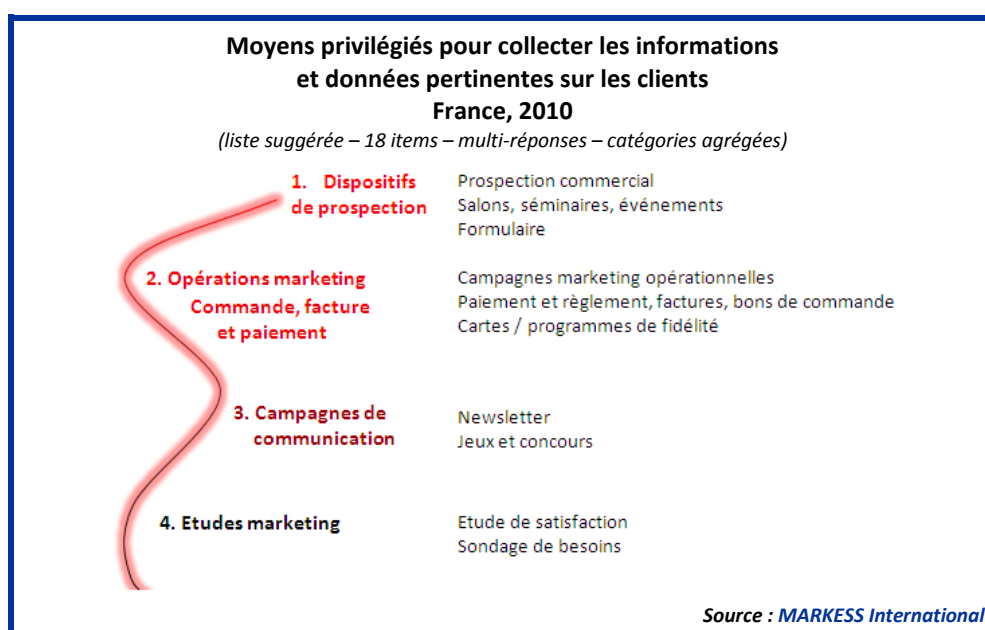 Moyens privilégiés pour collecter les informations
et données pertinentes sur les clients
France, 2010
(liste suggérée – 18 items – multi-réponses – catégories agrégées)
1. Dispositifs
de prospection
Prospection commercial
Salons, séminaires, événements
Formulaire
2. Opérations marketing
Commande, facture
et paiement
Campagnes marketing opérationnelles
Paiement et règlement, factures, bons de commande
Cartes / programmes de fidélité
3. Campagnes de
communication
Newsletter
Jeux et concours
4. Etudes marketing
Etude de satisfaction
Sondage de besoins
Source : MARKESS International